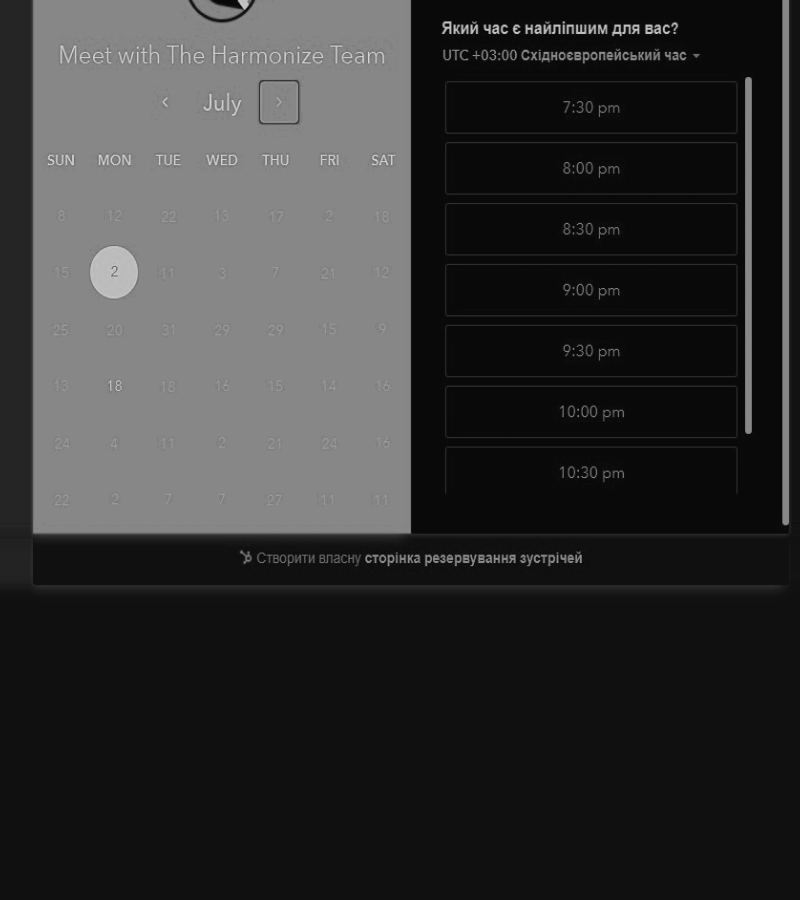 Meet with The Harmonize Team
July
SUN MON TUE WED THU FRI SAT
8 12 22 13 17 2 18
15 2 11 3 7 21 12
25 20 31 29 29 15 9
13 18 18 16 15 14 16
24 4 11 2 21 24 16
22 2 7 7 27 11 11
Який час є найліпшим для вас?
UTC +03:00 Східноєвропейський час
7:30 pm
8:00 pm
8:30 pm
9:00 pm
9:30 pm
10:00 pm
10:30 pm
Створити власну сторінка резервування зустрічей